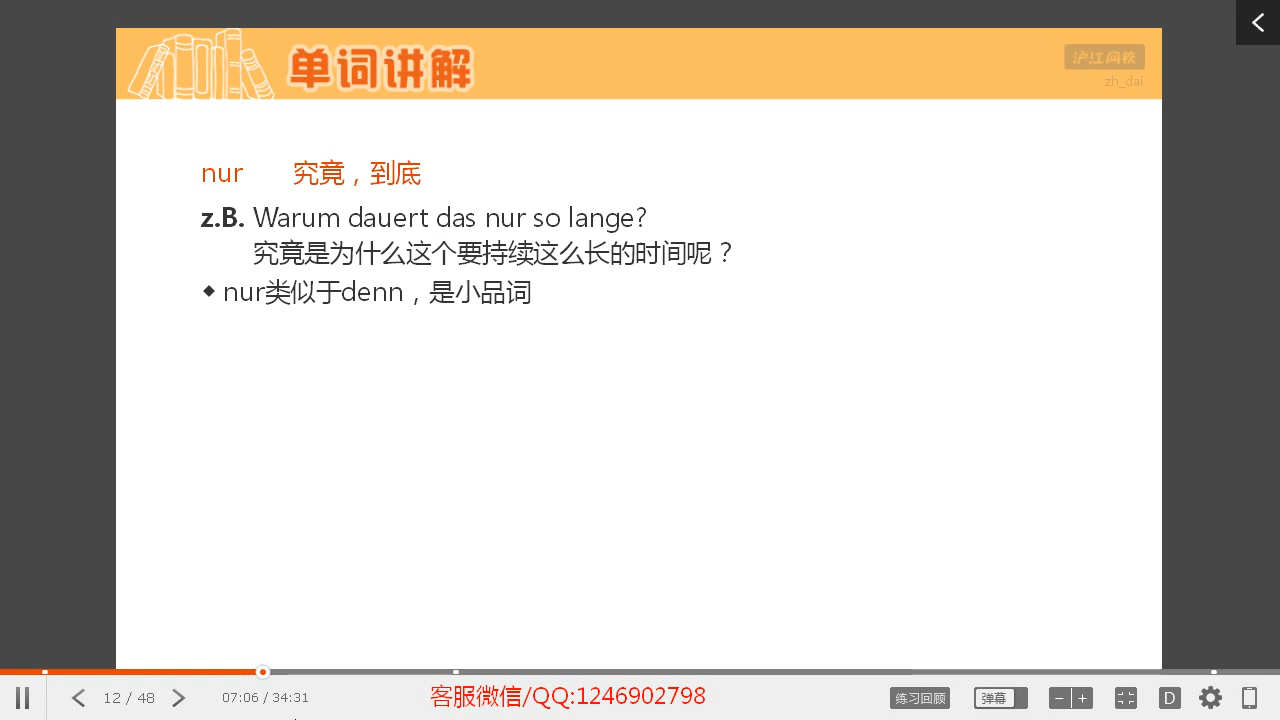 单词讲解
沪江网校
zh_dai
nur 究竟，到底
z.B. Warum dauert das nur so lange?
究竟是为什么这个要持续这么长的时间呢？
nur类似于denn，是小品词
12 / 48
07:06 / 34:31
客服微信/QQ:1246902798
练习回顾
弹幕
D